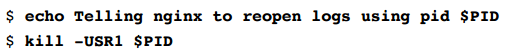 $ echo Telling nginx to reopen logs using pid $PID
$ kill -USR1 $PID